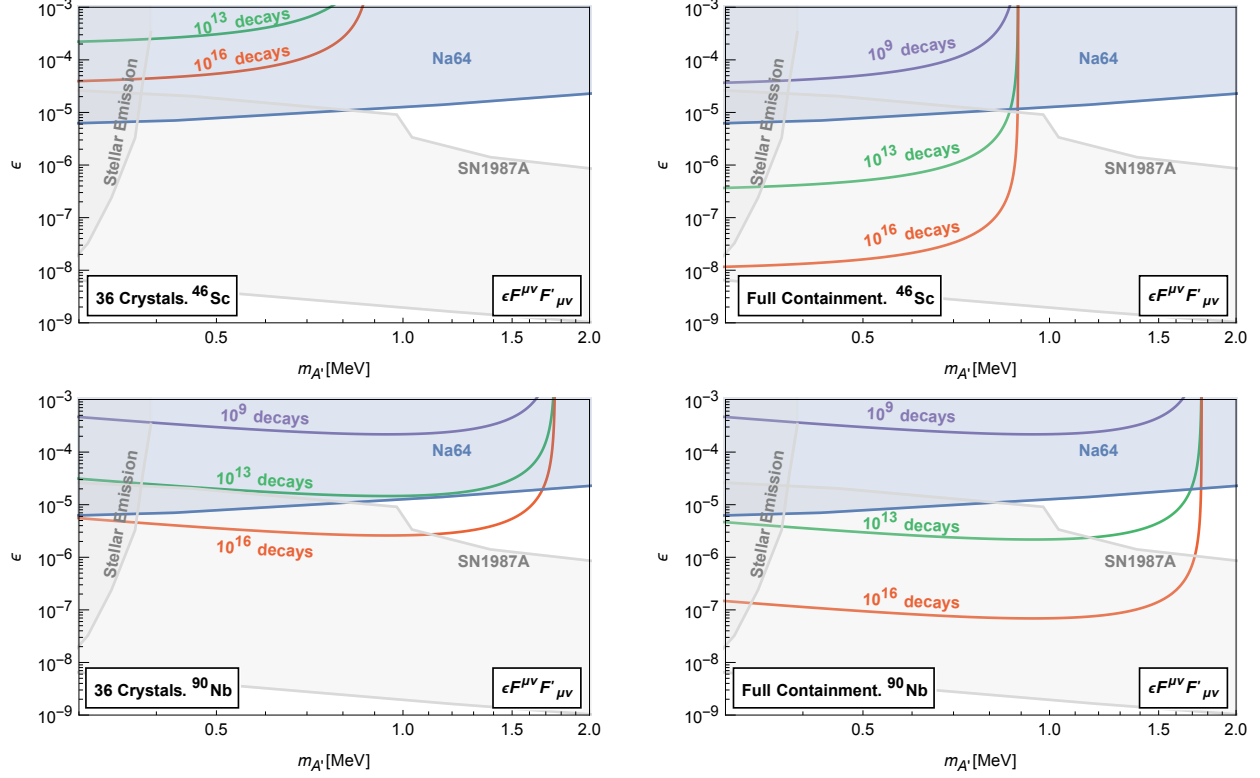 10^-3
10^-4
10^-5
10^-6
10^-7
10^-8
10^-9
ϵ
10^13 decays
10^16 decays
Na64
Stellar Emission
SN1987A
36 Crystals. ^46Sc
ϵF^μν F'_μν
0.5
1.0
1.5
2.0
m_A' [MeV]
10^-3
10^-4
10^-5
10^-6
10^-7
10^-8
10^-9
ϵ
10^9 decays
Na64
Stellar Emission
10^13 decays
SN1987A
10^16 decays
Full Containment. ^46Sc
ϵF^μν F'_μν
0.5
1.0
1.5
2.0
m_A' [MeV]
10^-3
10^-4
10^-5
10^-6
10^-7
10^-8
10^-9
ϵ
10^9 decays
Na64
10^13 decays
Stellar Emission
10^16 decays
SN1987A
36 Crystals. ^90Nb
ϵF^μν F'_μν
0.5
1.0
1.5
2.0
m_A' [MeV]
10^-3
10^-4
10^-5
10^-6
10^-7
10^-8
10^-9
ϵ
10^9 decays
Na64
Stellar Emission
10^13 decays
SN1987A
10^16 decays
Full Containment. ^90Nb
ϵF^μν F'_μν
0.5
1.0
1.5
2.0
m_A' [MeV]